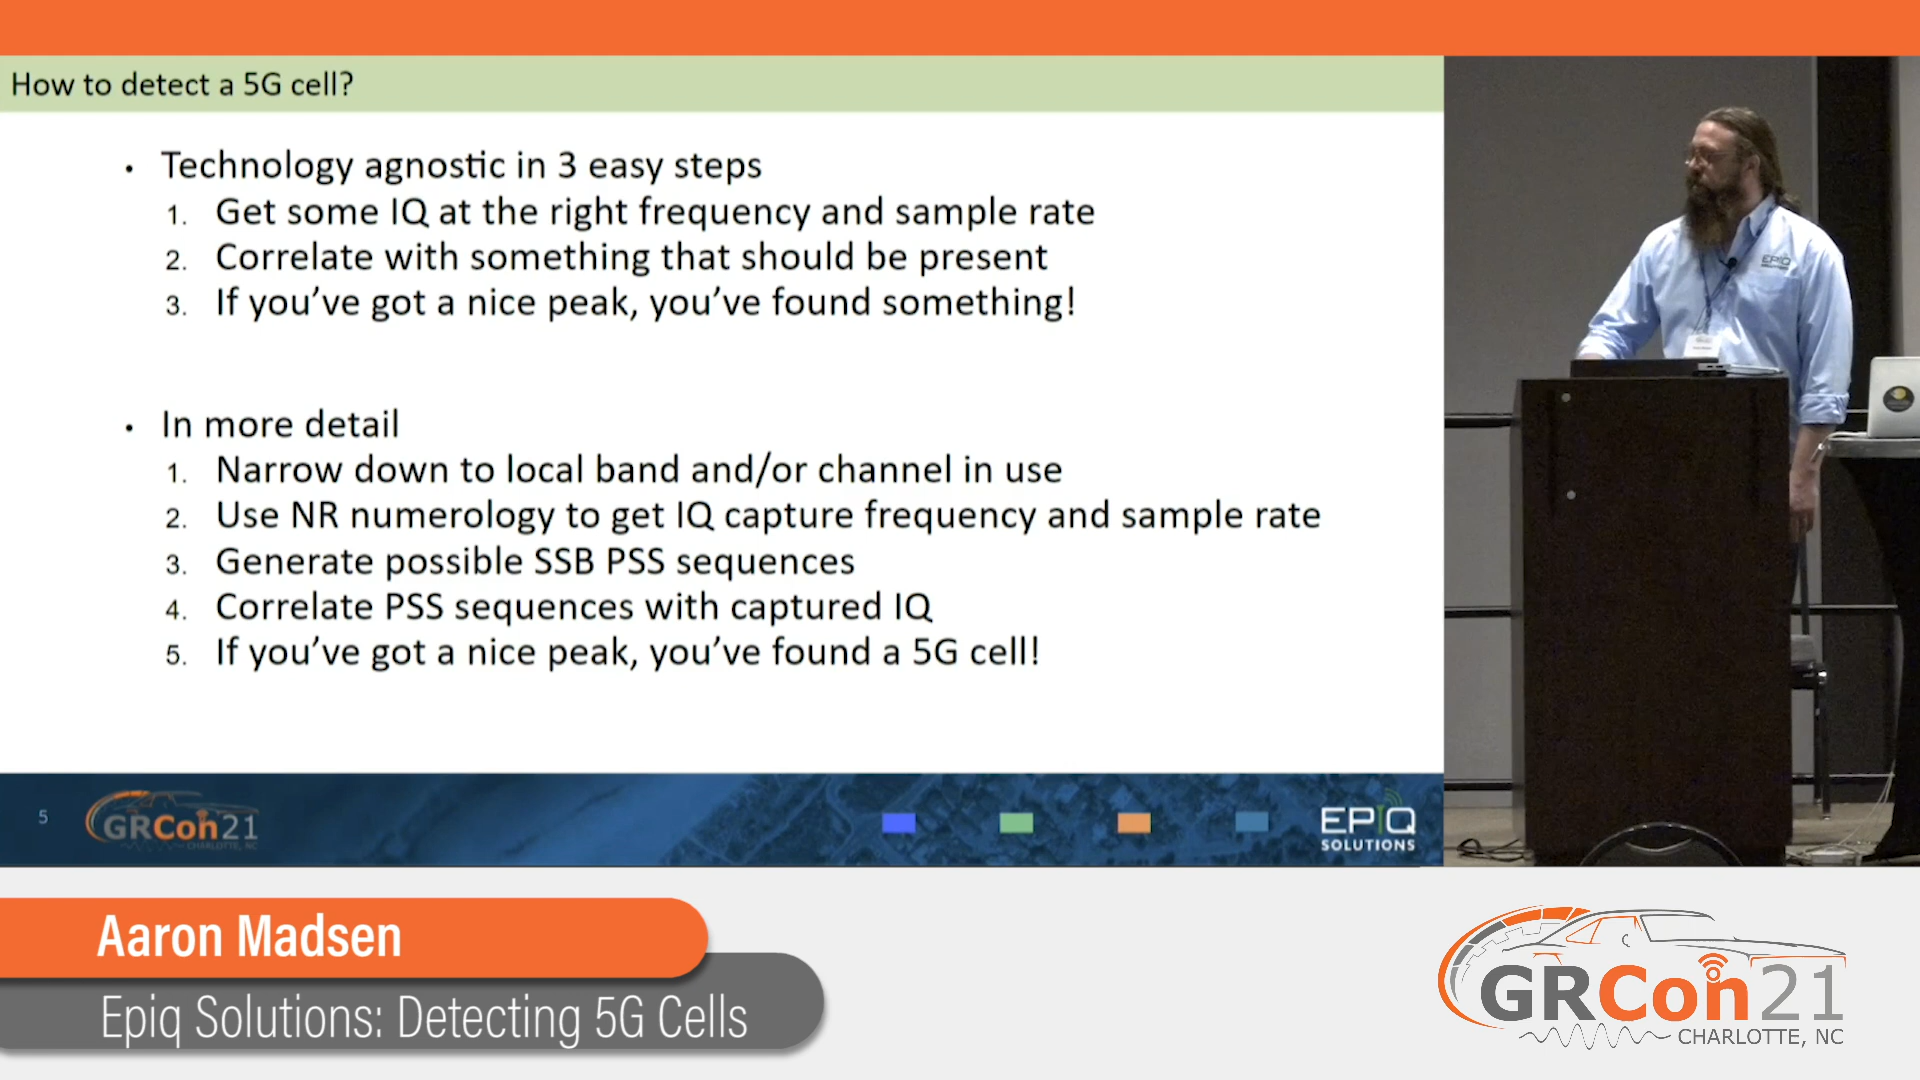 How to detect a 5G cell?
• Technology agnostic in 3 easy steps
1. Get some IQ at the right frequency and sample rate
2. Correlate with something that should be present
3. If you've got a nice peak, you've found something!
• In more detail
1. Narrow down to local band and/or channel in use
2. Use NR numerology to get IQ capture frequency and sample rate
3. Generate possible SSB PSS sequences
4. Correlate PSS sequences with captured IQ
5. If you've got a nice peak, you've found a 5G cell!
5
GRCon21
CHARLOTTE, NC
EPIQ
SOLUTIONS
EPIQ
SOLUTIONS
Aaron Madsen
Epiq Solutions: Detecting 5G Cells
GRCon21
CHARLOTTE, NC